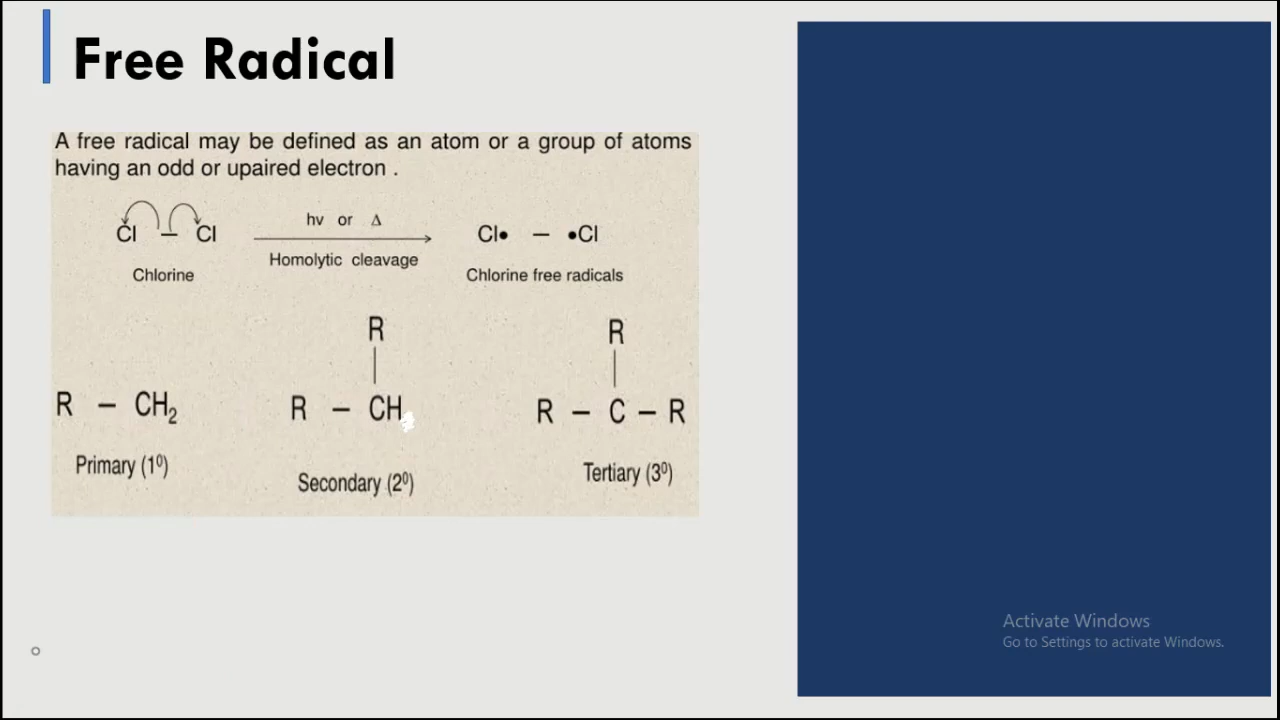 Free Radical
A free radical may be defined as an atom or a group of atoms
having an odd or upaired electron .
hv or Δ
Cl – Cl Cl• – •Cl
Homolytic cleavage
Chlorine Chlorine free radicals
R R
R – CH₂ R – CH R – C – R
Primary (1⁰) Secondary (2⁰) Tertiary (3⁰)
Activate Windows
Go to Settings to activate Windows.